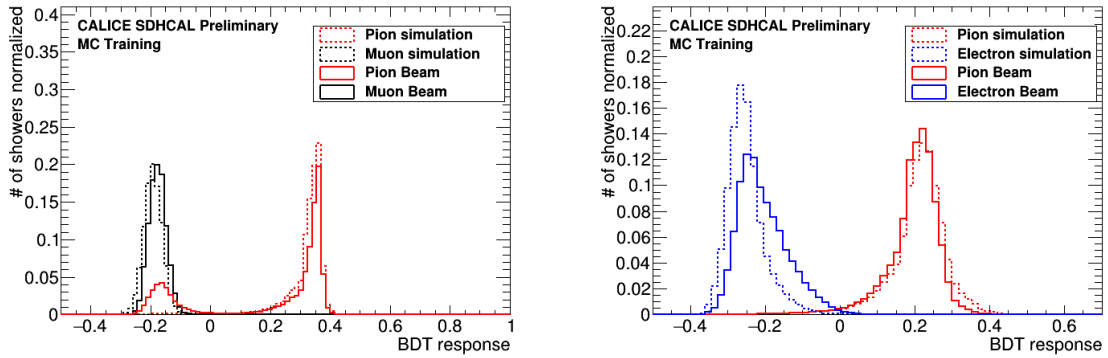 CALICE SDHCAL Preliminary
MC Training
Pion simulation
Muon simulation
Pion Beam
Muon Beam
# of showers normalized
0.4
0.35
0.3
0.25
0.2
0.15
0.1
0.05
0
−0.4 −0.2 0 0.2 0.4 0.6 0.8 1
BDT response
CALICE SDHCAL Preliminary
MC Training
Pion simulation
Electron simulation
Pion Beam
Electron Beam
# of showers normalized
0.22
0.2
0.18
0.16
0.14
0.12
0.1
0.08
0.06
0.04
0.02
0
−0.4 −0.2 0 0.2 0.4 0.6
BDT response